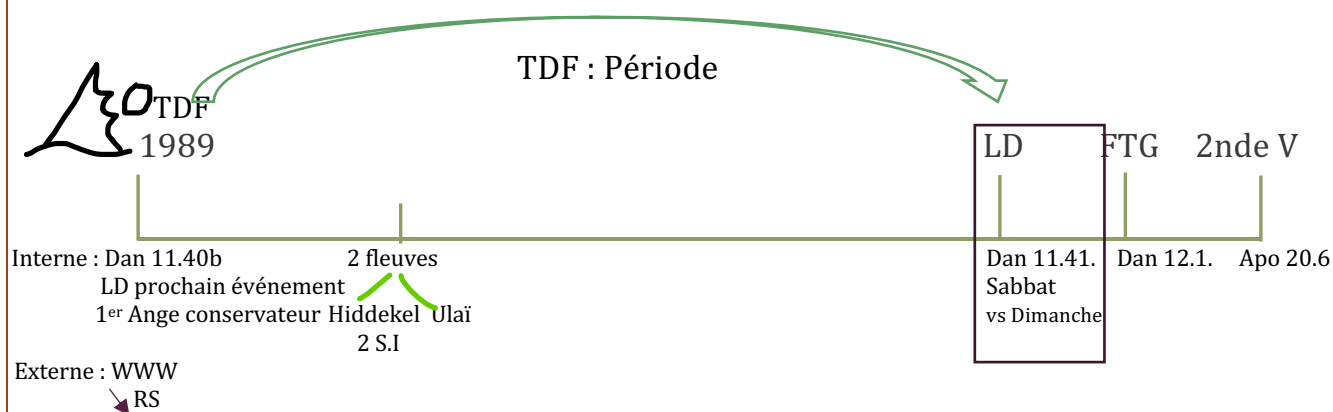 TDF : Période
TDF
1989
LD FTG 2nde V
Interne : Dan 11.40b 2 fleuves Dan 11.41. Dan 12.1. Apo 20.6
LD prochain événement Sabbat
1er Ange conservateur Hiddekel Ulaï vs Dimanche
2 S.I
Externe : WWW
RS